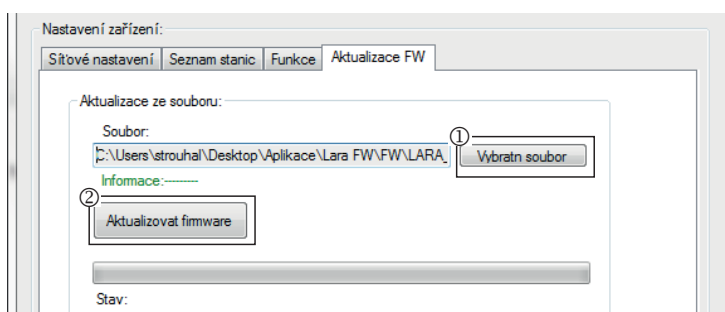 Nastavení zařízení:
Síťové nastavení Seznam stanic Funkce Aktualizace FW
Aktualizace ze souboru:
Soubor:
①
C:\Users\strouhal\Desktop\Aplikace\Lara FW\FW\LARA_ Vybratn soubor
Informace:---------
②
Aktualizovat firmware
Stav: